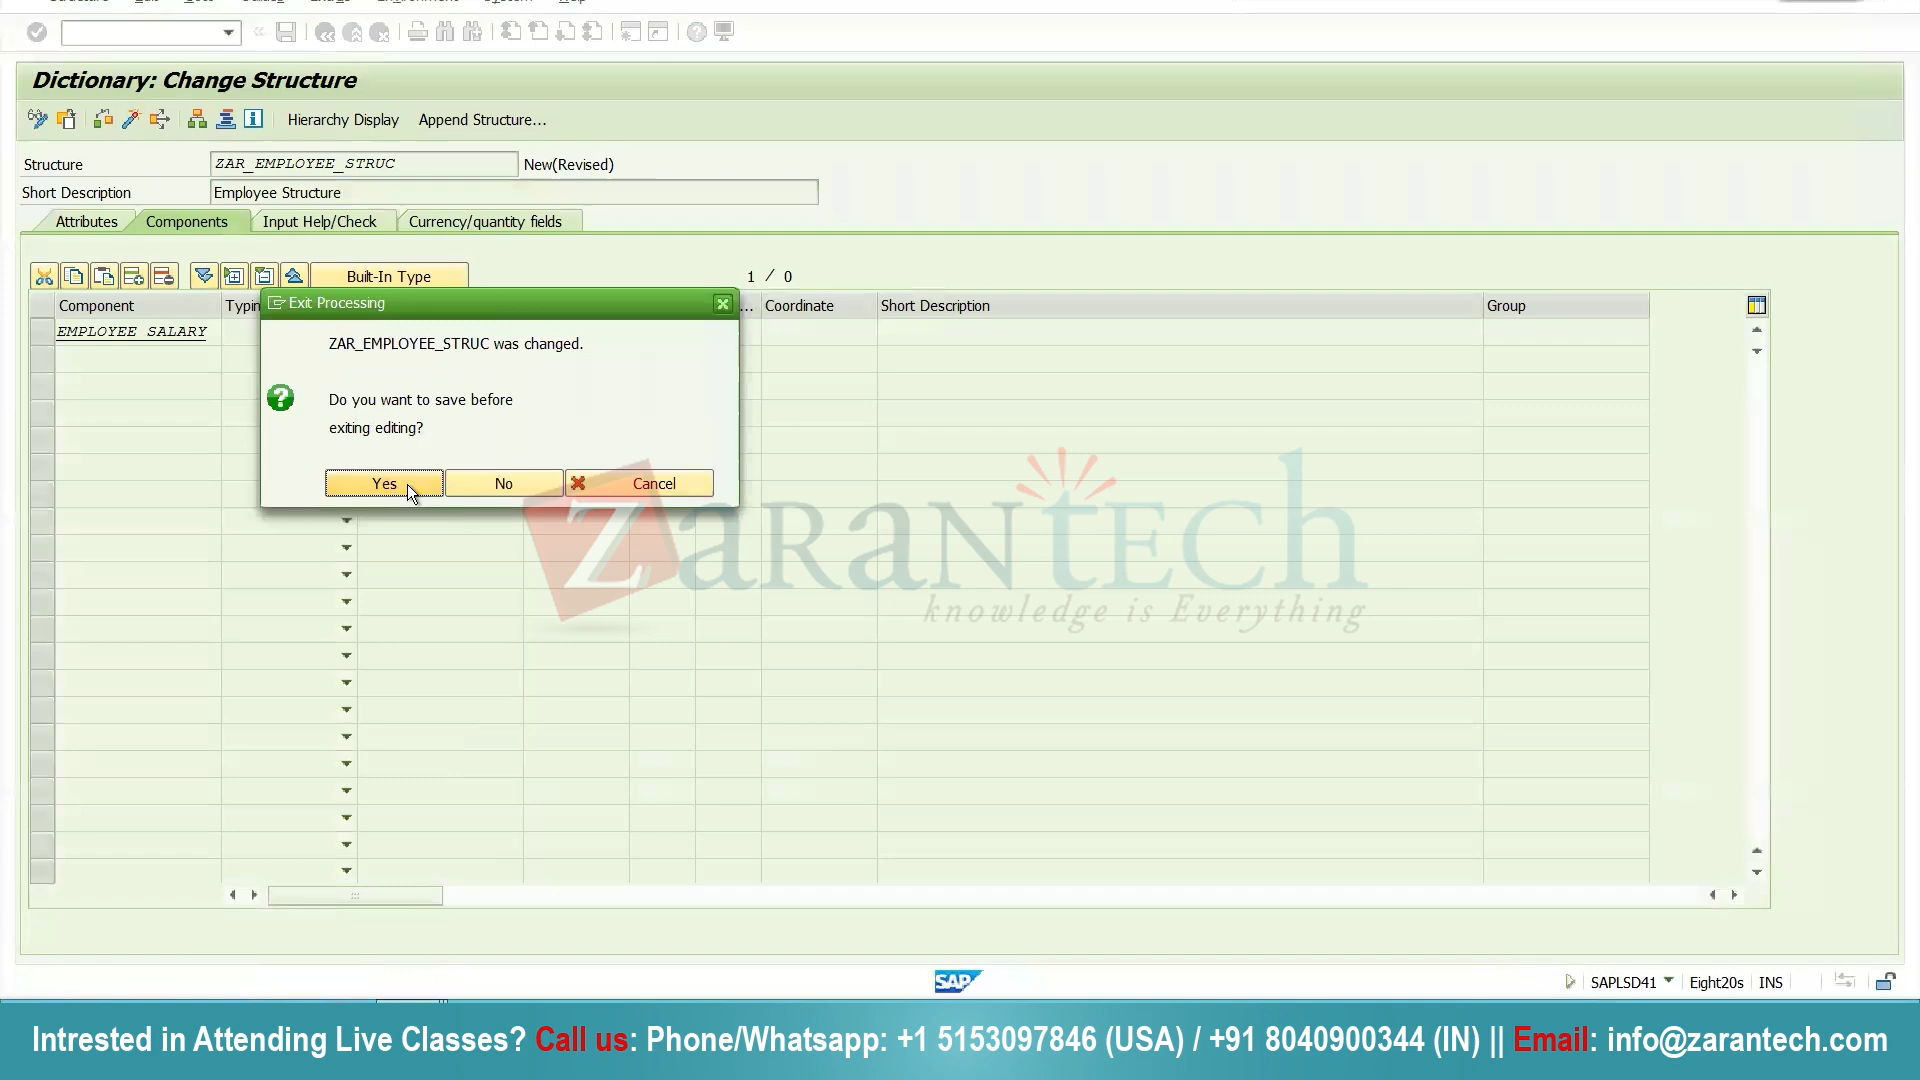 Dictionary: Change Structure
Hierarchy Display Append Structure...
Structure ZAR_EMPLOYEE_STRUC New(Revised)
Short Description Employee Structure
Attributes Components Input Help/Check Currency/quantity fields
Built-In Type 1 / 0
Component Typin ... Coordinate Short Description Group
EMPLOYEE SALARY
Exit Processing
ZAR_EMPLOYEE_STRUC was changed.
Do you want to save before
exiting editing?
Yes No Cancel
ZaranTech
knowledge is Everything
SAP
SAPLSD41 Eight20s INS
Intrested in Attending Live Classes? Call us: Phone/Whatsapp: +1 5153097846 (USA) / +91 8040900344 (IN) || Email: info@zarantech.com